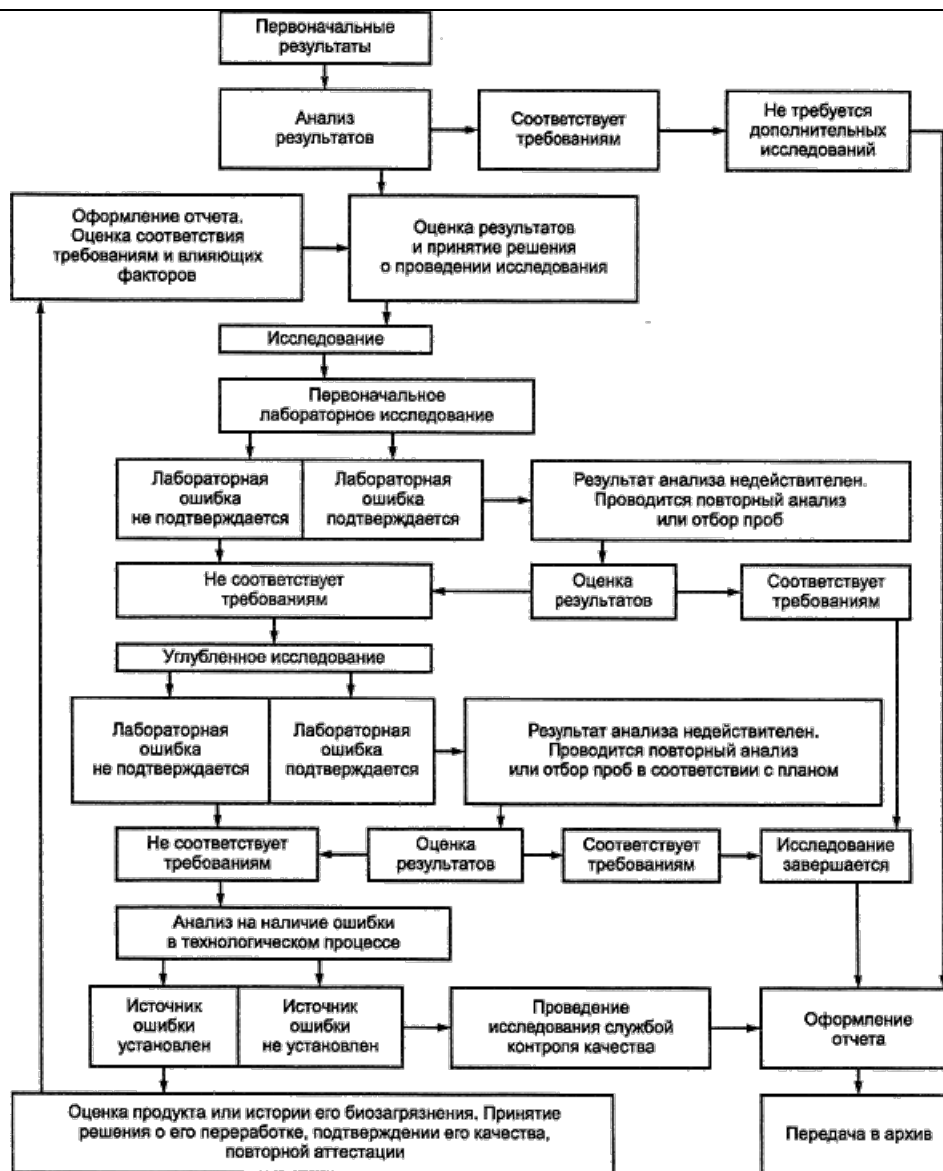 Первоначальные
результаты
Анализ
результатов
Соответствует
требованиям
Не требуется
дополнительных
исследований
Оформление отчета.
Оценка соответствия
требованиям и влияющих
факторов
Оценка результатов
и принятие решения
о проведении исследования
Исследование
Первоначальное
лабораторное исследование
Лабораторная
ошибка
не подтверждается
Лабораторная
ошибка
подтверждается
Результат анализа недействителен.
Проводится повторный анализ
или отбор проб
Не соответствует
требованиям
Оценка
результатов
Соответствует
требованиям
Углубленное исследование
Лабораторная
ошибка
не подтверждается
Лабораторная
ошибка
подтверждается
Результат анализа недействителен.
Проводится повторный анализ
или отбор проб в соответствии с планом
Не соответствует
требованиям
Оценка
результатов
Соответствует
требованиям
Исследование
завершается
Анализ на наличие ошибки
в технологическом процессе
Источник
ошибки
установлен
Источник
ошибки
не установлен
Проведение
исследования службой
контроля качества
Оформление
отчета
Оценка продукта или истории его биозагрязнения. Принятие
решения о его переработке, подтверждении его качества,
повторной аттестации
Передача в архив